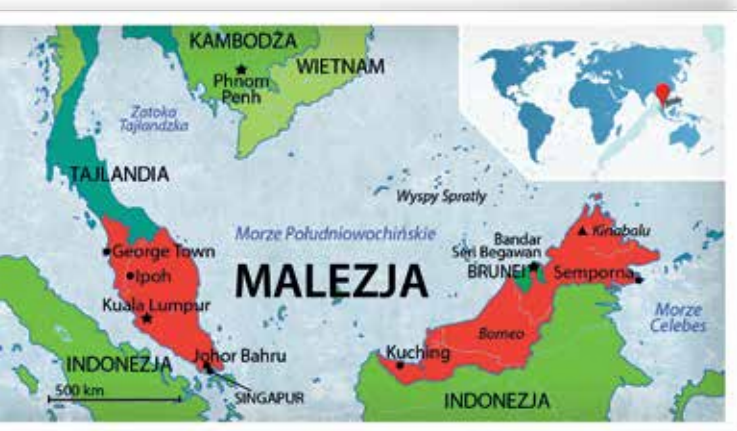 KAMBODŻA
Phnom
Penh
WIETNAM
Zatoka
Tajlandzka
TAJLANDIA
Wyspy Spratly
Morze Południowochińskie
George Town
Ipoh
Kuala Lumpur
MALEZJA
Bandar
Seri Begawan
BRUNEI
Kinabalu
Semporna
Morze
Celebes
Borneo
Kuching
INDONEZJA
Johor Bahru
500 km
SINGAPUR
INDONEZJA